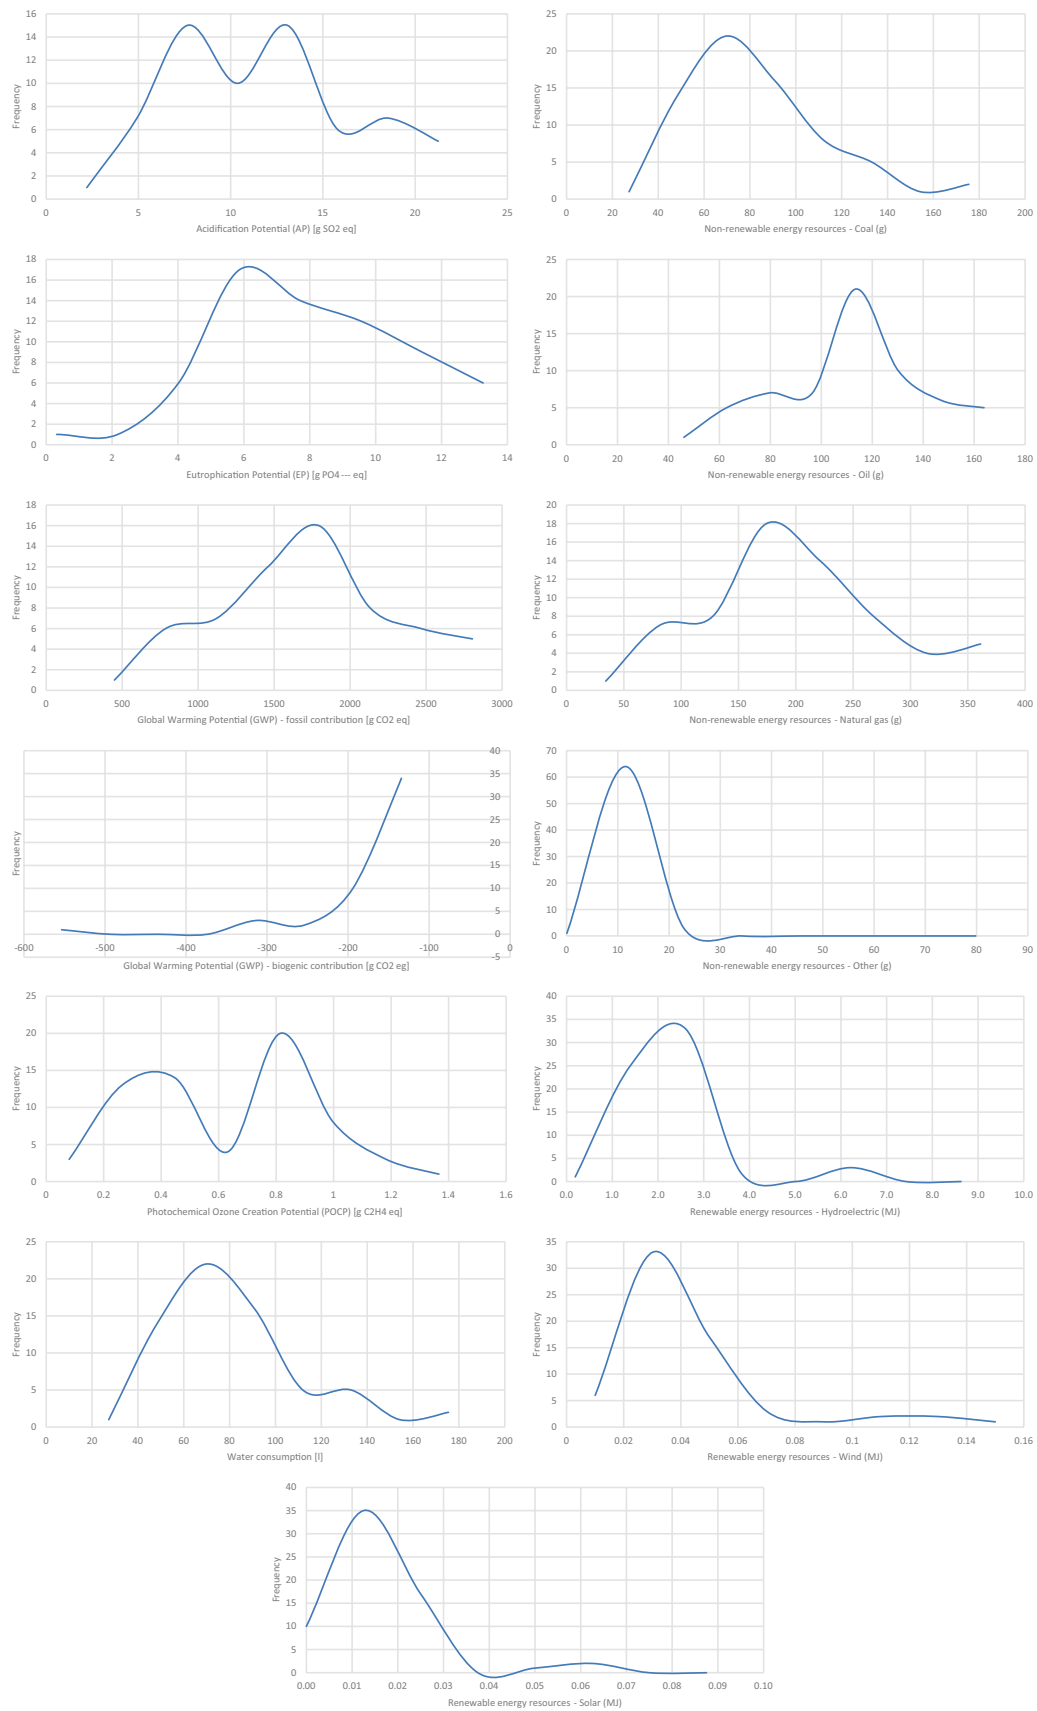 16
14
12
10
8
6
4
2
0
Frequency
0 5 10 15 20 25
Acidification Potential (AP) [g SO2 eq]
25
20
15
10
5
0
Frequency
0 20 40 60 80 100 120 140 160 180 200
Non-renewable energy resources - Coal (g)
18
16
14
12
10
8
6
4
2
0
Frequency
0 2 4 6 8 10 12 14
Eutrophication Potential (EP) [g PO4--- eq]
25
20
15
10
5
0
Frequency
0 20 40 60 80 100 120 140 160 180
Non-renewable energy resources - Oil (g)
18
16
14
12
10
8
6
4
2
0
Frequency
0 500 1000 1500 2000 2500 3000
Global Warming Potential (GWP) - fossil contribution [g CO2 eq]
20
18
16
14
12
10
8
6
4
2
0
Frequency
0 50 100 150 200 250 300 350 400
Non-renewable energy resources - Natural gas (g)
40
35
30
25
20
15
10
5
0
-5
Frequency
-600 -500 -400 -300 -200 -100 0
Global Warming Potential (GWP) - biogenic contribution [g CO2 eg]
70
60
50
40
30
20
10
0
Frequency
0 10 20 30 40 50 60 70 80 90
Non-renewable energy resources - Other (g)
25
20
15
10
5
0
Frequency
0 0.2 0.4 0.6 0.8 1 1.2 1.4 1.6
Photochemical Ozone Creation Potential (POCP) [g C2H4 eq]
40
35
30
25
20
15
10
5
0
Frequency
0.0 1.0 2.0 3.0 4.0 5.0 6.0 7.0 8.0 9.0 10.0
Renewable energy resources - Hydroelectric (MJ)
25
20
15
10
5
0
Frequency
0 20 40 60 80 100 120 140 160 180 200
Water consumption [l]
35
30
25
20
15
10
5
0
Frequency
0 0.02 0.04 0.06 0.08 0.1 0.12 0.14 0.16
Renewable energy resources - Wind (MJ)
40
35
30
25
20
15
10
5
0
Frequency
0.00 0.01 0.02 0.03 0.04 0.05 0.06 0.07 0.08 0.09 0.10
Renewable energy resources - Solar (MJ)